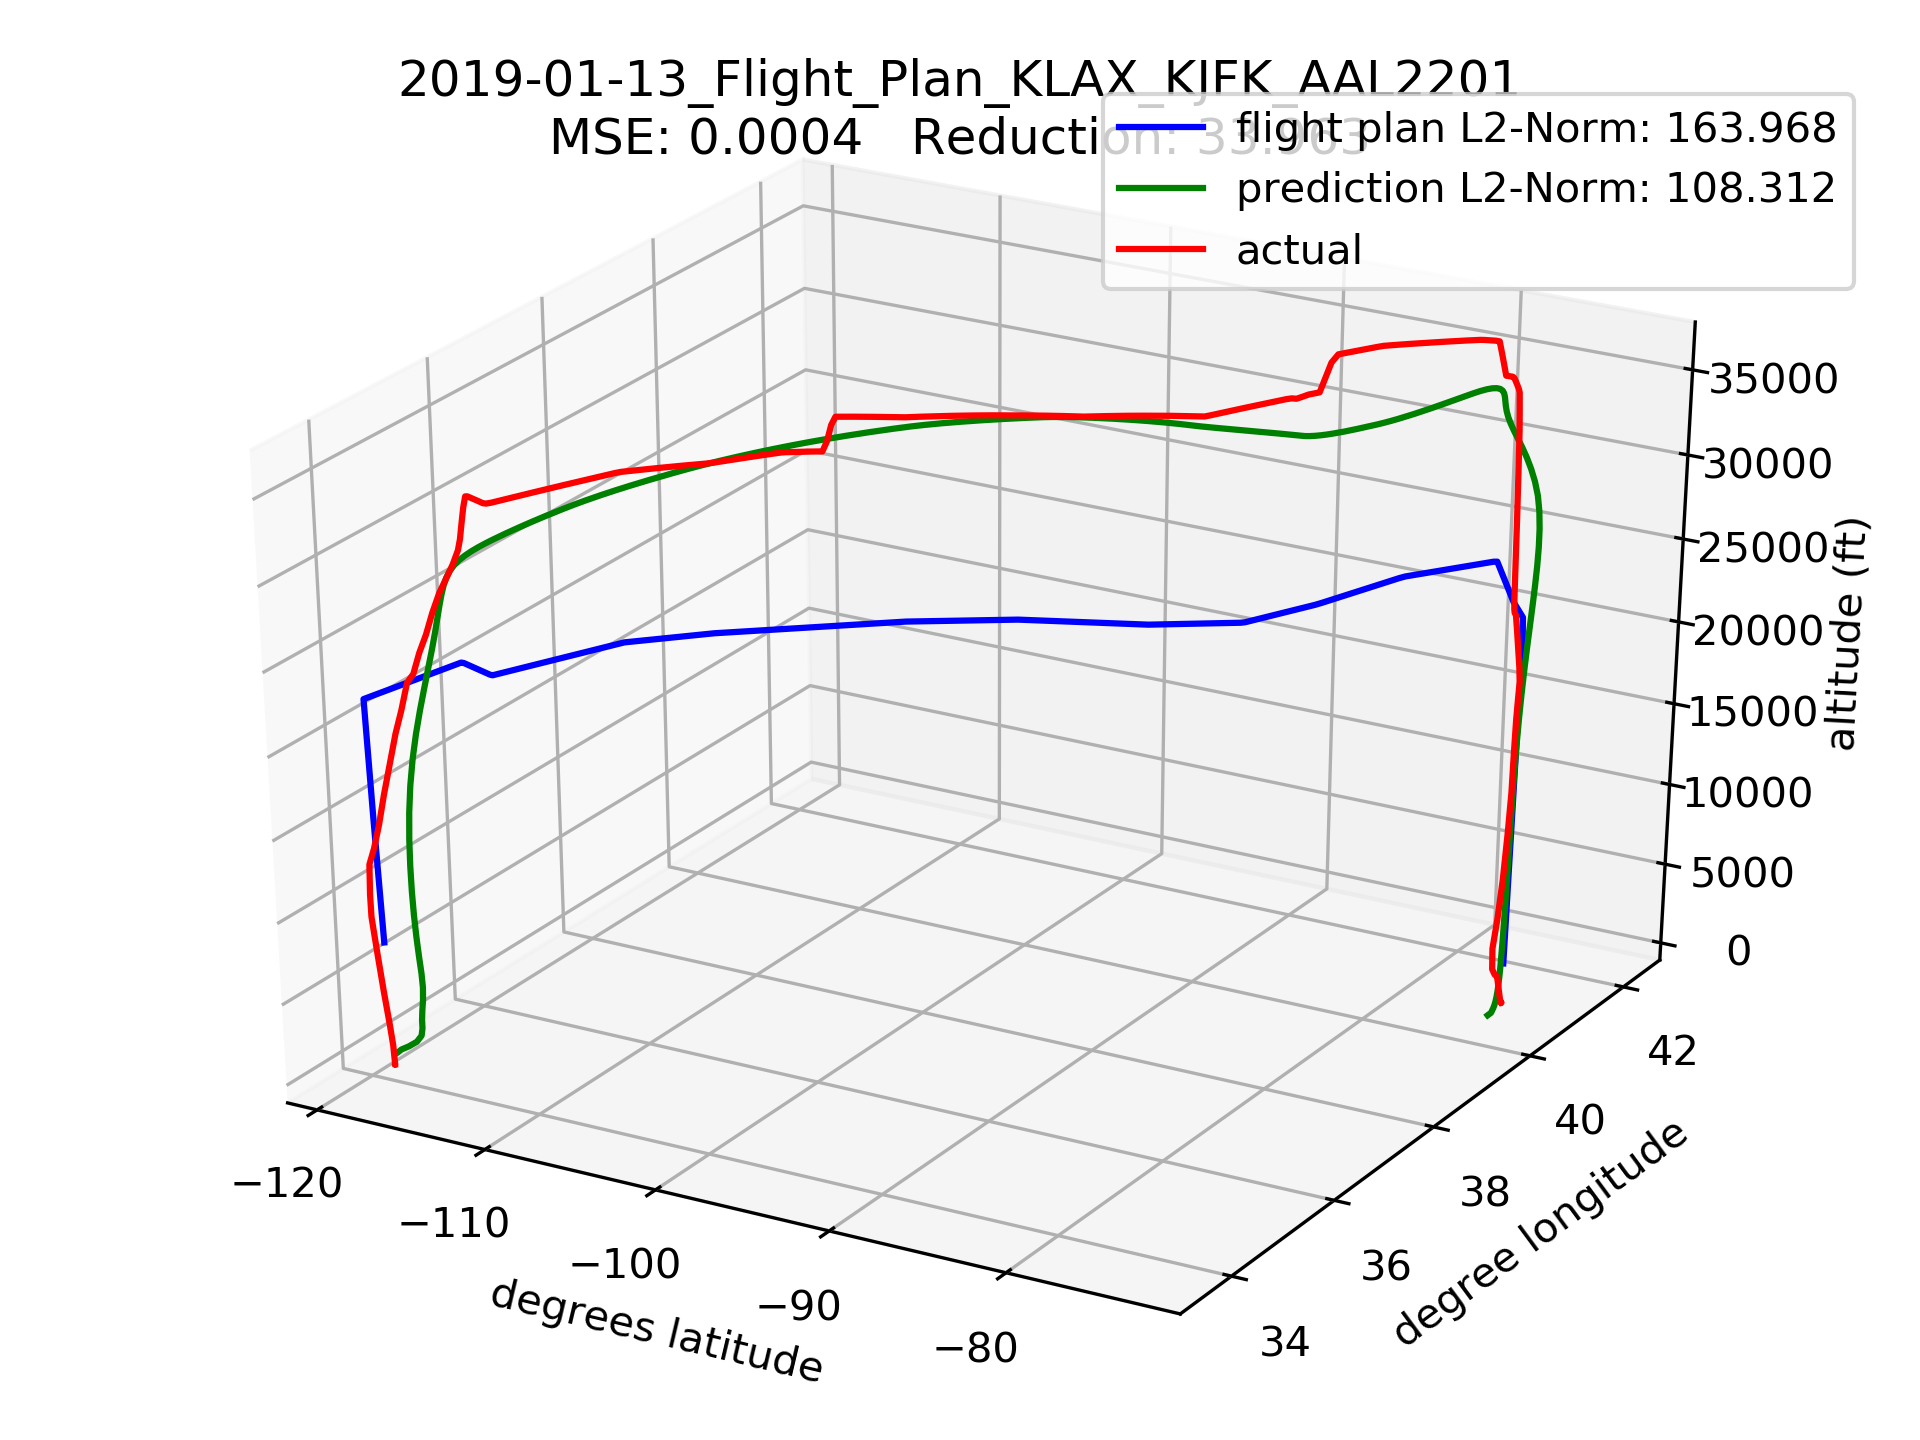 2019-01-13_Flight_Plan_KLAX_KJFK_AAL2201
MSE: 0.0004 Reduction: 33.963
flight plan L2-Norm: 163.968
prediction L2-Norm: 108.312
actual
35000
30000
25000
20000
15000
10000
5000
0
altitude (ft)
42
40
38
36
34
degree longitude
−120
−110
−100
−90
−80
degrees latitude